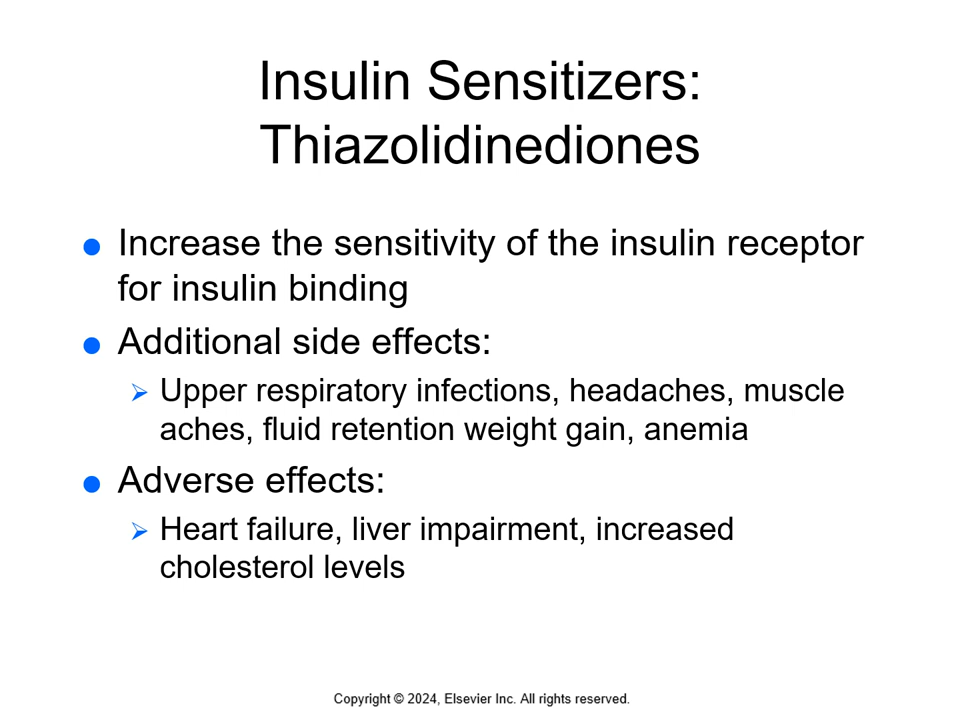 Insulin Sensitizers:
Thiazolidinediones
Increase the sensitivity of the insulin receptor
for insulin binding
Additional side effects:
Upper respiratory infections, headaches, muscle
aches, fluid retention weight gain, anemia
Adverse effects:
Heart failure, liver impairment, increased
cholesterol levels
Copyright © 2024, Elsevier Inc. All rights reserved.